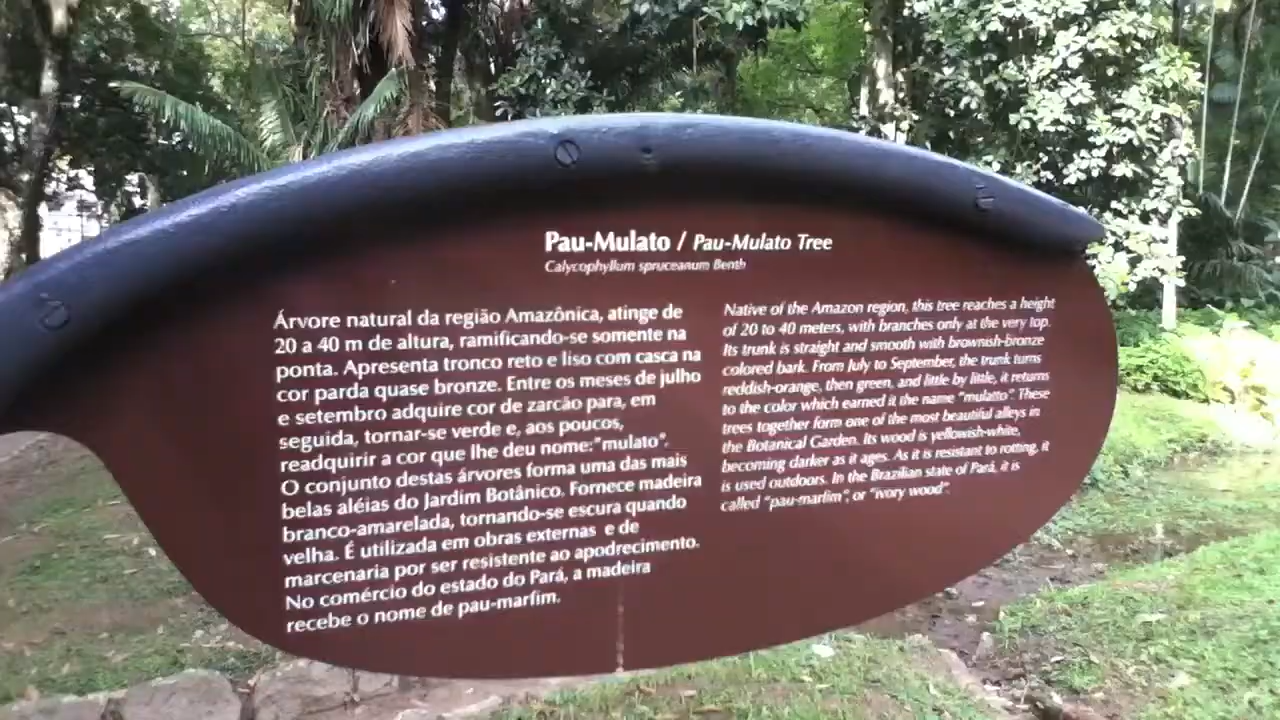 Pau-Mulato / Pau-Mulato Tree
Calycophyllum spruceanum Benth
Árvore natural da região Amazônica, atinge de
20 a 40 m de altura, ramificando-se somente na
ponta. Apresenta tronco reto e liso com casca na
cor parda quase bronze. Entre os meses de julho
e setembro adquire cor de zarcão para, em
seguida, tornar-se verde e, aos poucos,
readquirir a cor que lhe deu nome:"mulato".
O conjunto destas árvores forma uma das mais
belas aléias do Jardim Botânico. Fornece madeira
branco-amarelada, tornando-se escura quando
velha. É utilizada em obras externas e de
marcenaria por ser resistente ao apodrecimento.
No comércio do estado do Pará, a madeira
recebe o nome de pau-marfim.
Native of the Amazon region, this tree reaches a height
of 20 to 40 meters, with branches only at the very top.
Its trunk is straight and smooth with brownish-bronze
colored bark. From July to September, the trunk turns
reddish-orange, then green, and little by little, it returns
to the color which earned it the name "mulatto". These
trees together form one of the most beautiful alleys in
the Botanical Garden. Its wood is yellowish-white,
becoming darker as it ages. As it is resistant to rotting, it
is used outdoors. In the Brazilian state of Pará, it is
called "pau-marfim", or "ivory wood".